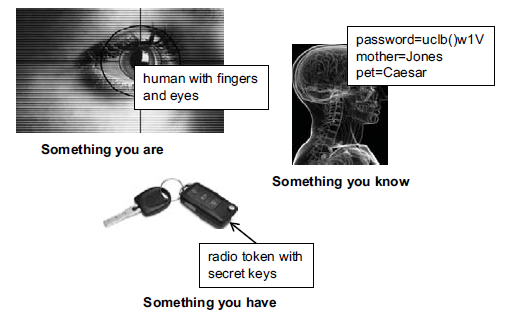 human with fingers
and eyes
Something you are
password=uclb()w1V
mother=Jones
pet=Caesar
Something you know
radio token with
secret keys
Something you have